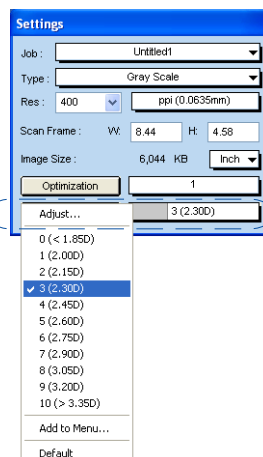 Settings
Job : Untitled1
Type : Gray Scale
Res : 400 ppi (0.0635mm)
Scan Frame : W: 8.44 H: 4.58
Image Size : 6,044 KB Inch
Optimization 1
3 (2.30D)
Adjust...
0 (< 1.85D)
1 (2.00D)
2 (2.15D)
3 (2.30D)
4 (2.45D)
5 (2.60D)
6 (2.75D)
7 (2.90D)
8 (3.05D)
9 (3.20D)
10 (> 3.35D)
Add to Menu...
Default